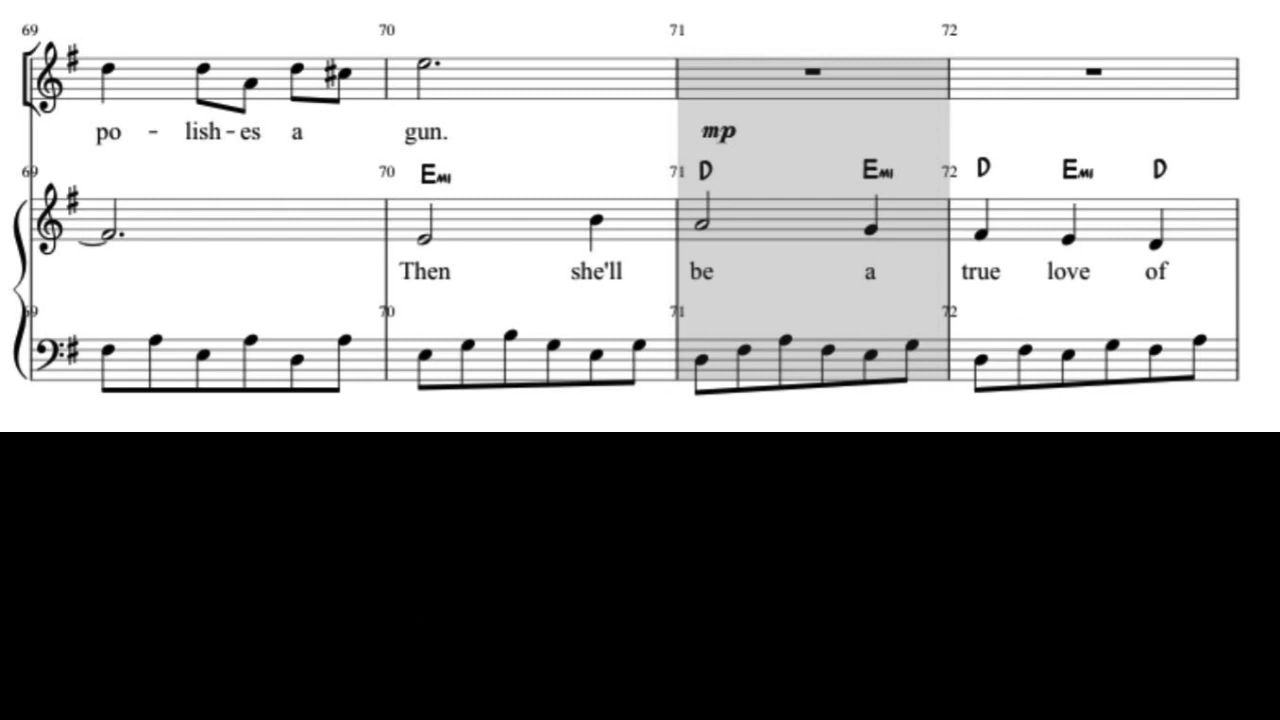 69 70 71 72
po - lish - es a gun. mp
69 70 EMI 71 D EMI 72 D EMI D
Then she'll be a true love of
69 70 71 72